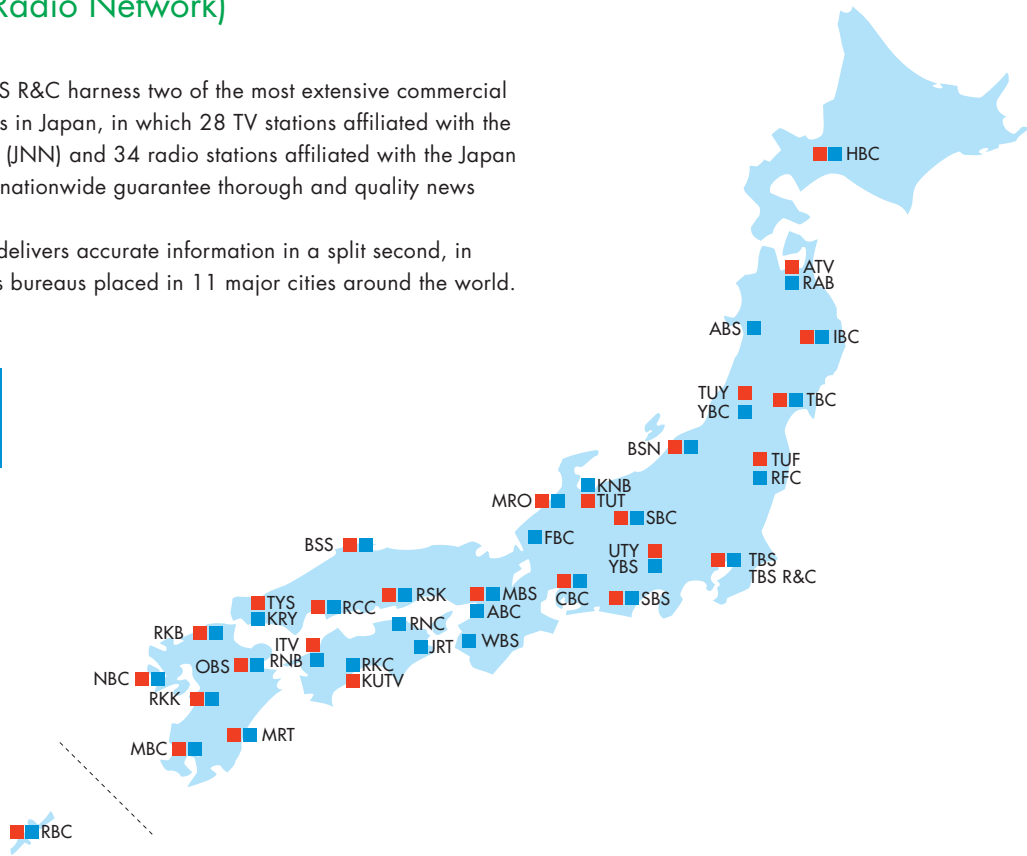 Radio Network)
S R&C harness two of the most extensive commercial
s in Japan, in which 28 TV stations affiliated with the
(JNN) and 34 radio stations affiliated with the Japan
nationwide guarantee thorough and quality news
delivers accurate information in a split second, in
s bureaus placed in 11 major cities around the world.
HBC
ATV
RAB
ABS
IBC
TUY
YBC
TBC
BSN
TUF
RFC
KNB
MRO
TUT
SBC
FBC
BSS
UTY
YBS
TBS
TBS R&C
CBC
SBS
RSK
MBS
ABC
TYS
KRY
RCC
RNC
WBS
RKB
ITV
RNB
JRT
OBS
RKC
KUTV
NBC
RKK
MRT
MBC
RBC